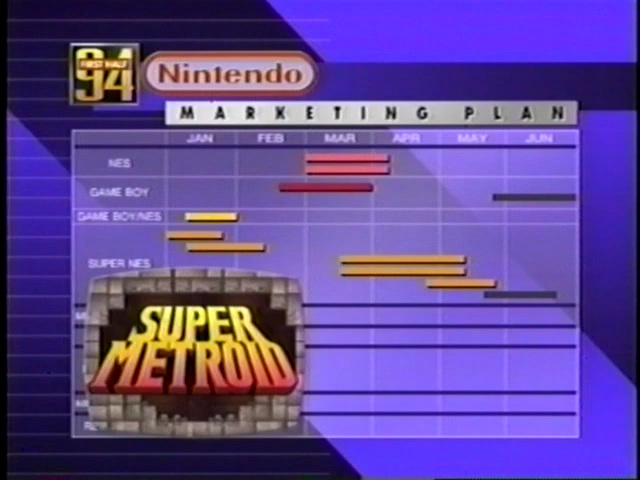 FIRST HALF
94
Nintendo
MARKETING PLAN
JAN FEB MAR APR MAY JUN
NES
GAME BOY
GAME BOY/NES
SUPER NES
SUPER
METROID